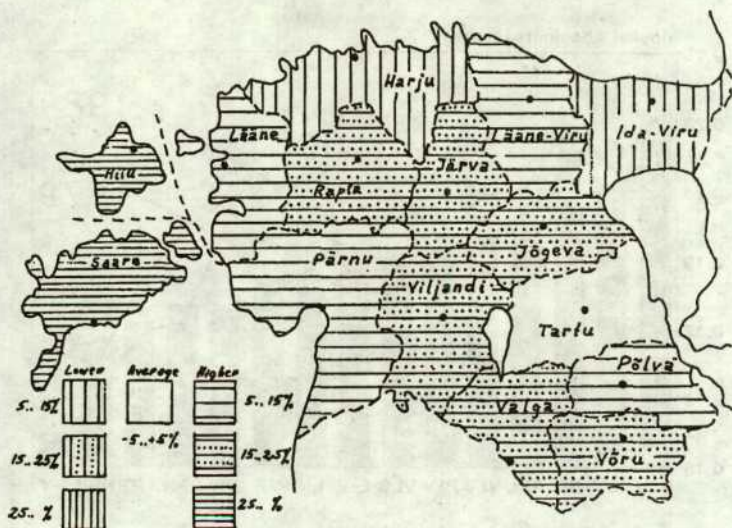 Harju
Lääne
Lääne-Viru
Ida-Viru
Hiiu
Rapla
Järva
Saare
Pärnu
Jõgeva
Viljandi
Tartu
Põlva
Valga
Võru
Lower Average Higher
5.. 15% -5..+5% 5.. 15%
15..25% 15..25%
25.. % 25.. %